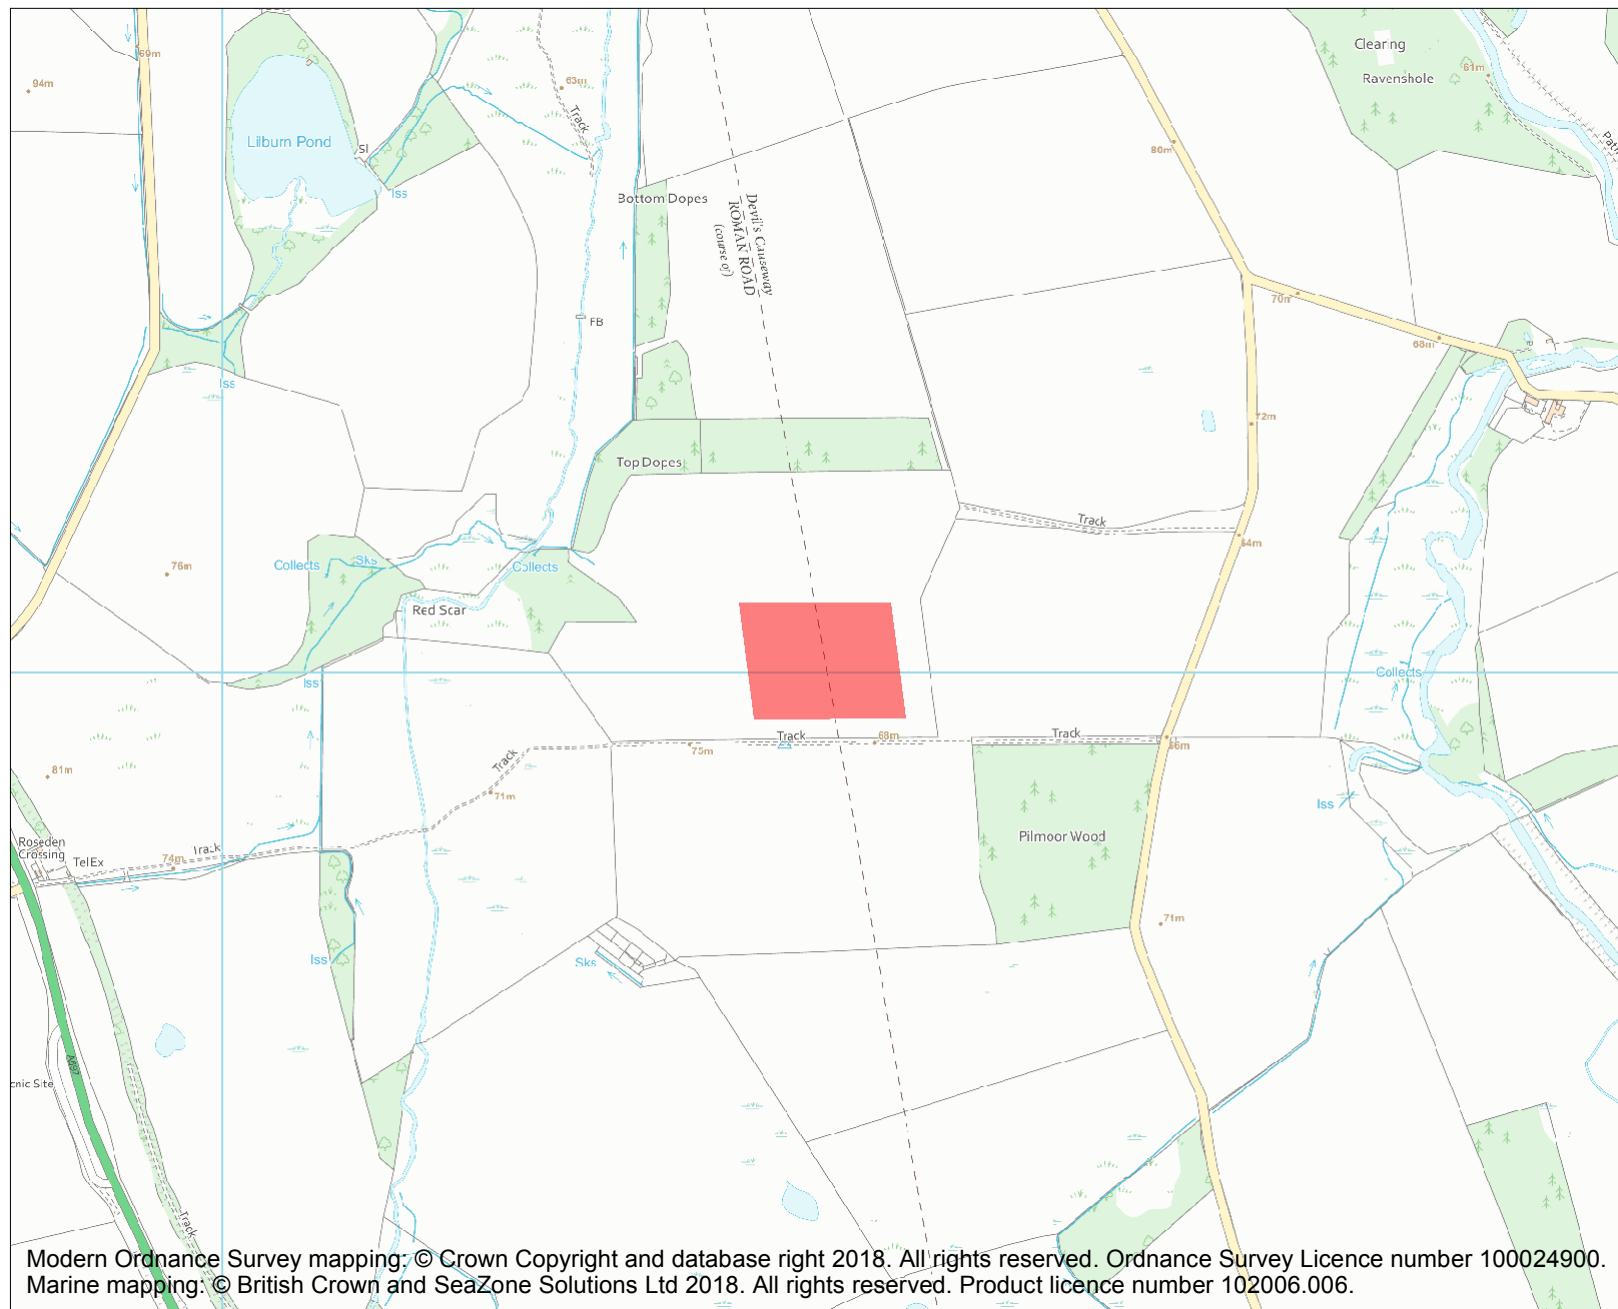 Clearing
69m
61m
94m
63m
Ravenshole
Track
Path
Lilburn Pond
Sl
80m
Iss
Bottom Dopes
Devil's Causeway
ROMAN ROAD
(course of)
70m
FB
68m
Iss
72m
Top Dopes
Track
64m
Collects
Sks
Collects
76m
Red Scar
Iss
Collects
Track
68m
Track
66m
75m
Track
81m
71m
Iss
Roseden
Crossing
TelEx
74m
Track
Pilmoor Wood
71m
Iss
Sks
A697
cnic Site
Track
Modern Ordnance Survey mapping: © Crown Copyright and database right 2018. All rights reserved. Ordnance Survey Licence number 100024900.
Marine mapping: © British Crown and SeaZone Solutions Ltd 2018. All rights reserved. Product licence number 102006.006.